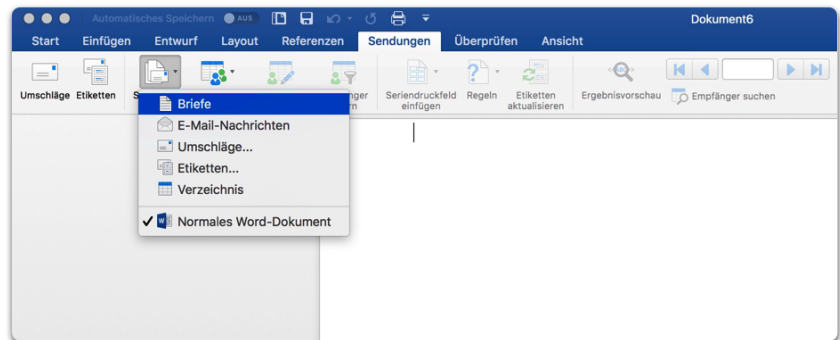 Automatisches Speichern AUS
Dokument6
Start Einfügen Entwurf Layout Referenzen Sendungen Überprüfen Ansicht
Umschläge Etiketten
Seriendruckfeld einfügen
Regeln
Etiketten aktualisieren
ABC
Ergebnisvorschau
Empfänger suchen
Briefe
E-Mail-Nachrichten
Umschläge...
Etiketten...
Verzeichnis
Normales Word-Dokument